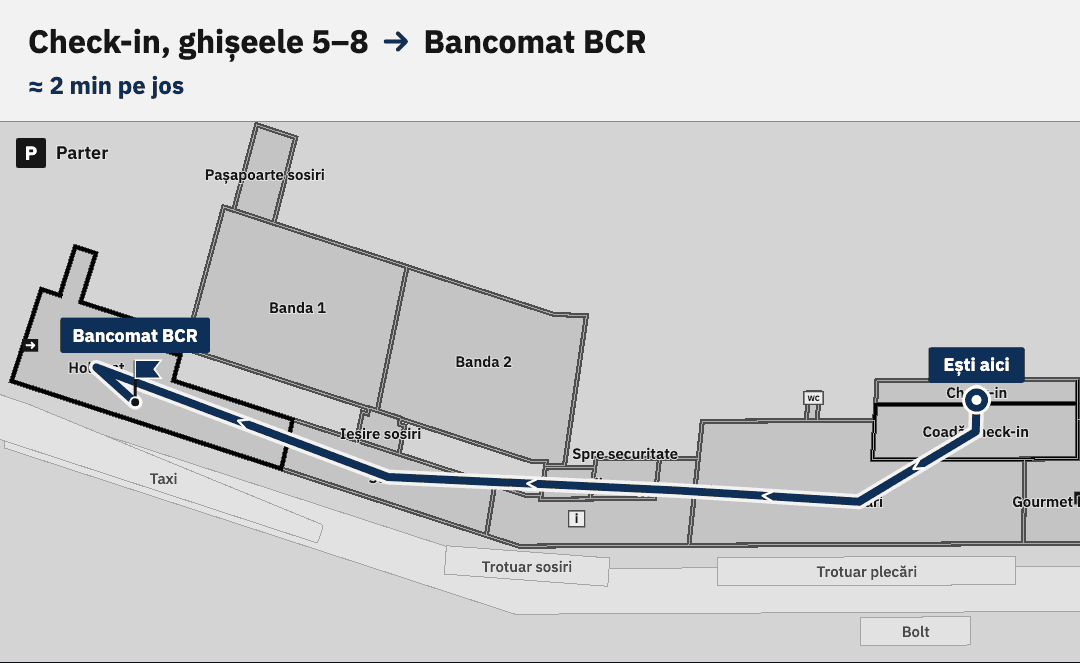 Check-in, ghișeele 5–8 → Bancomat BCR
≈ 2 min pe jos
P Parter
Pașapoarte sosiri
Banda 1
Bancomat BCR
Banda 2
Ești aici
wc
Ieșire sosiri
Spre securitate
Taxi
i
Gourmet
Trotuar sosiri
Trotuar plecări
Bolt